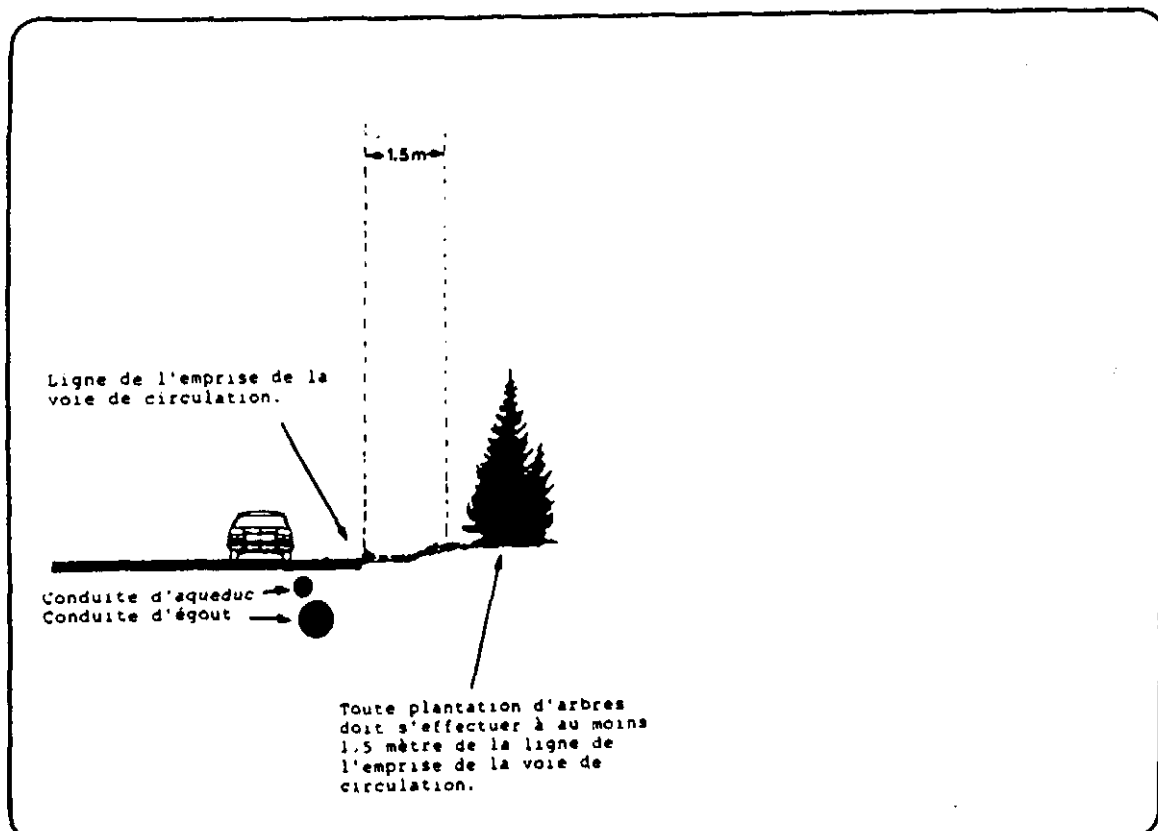 1.5m
Ligne de l'emprise de la
voie de circulation.
Conduite d'aqueduc
Conduite d'égout
Toute plantation d'arbres
doit s'effectuer à au moins
1.5 mètre de la ligne de
l'emprise de la voie de
circulation.